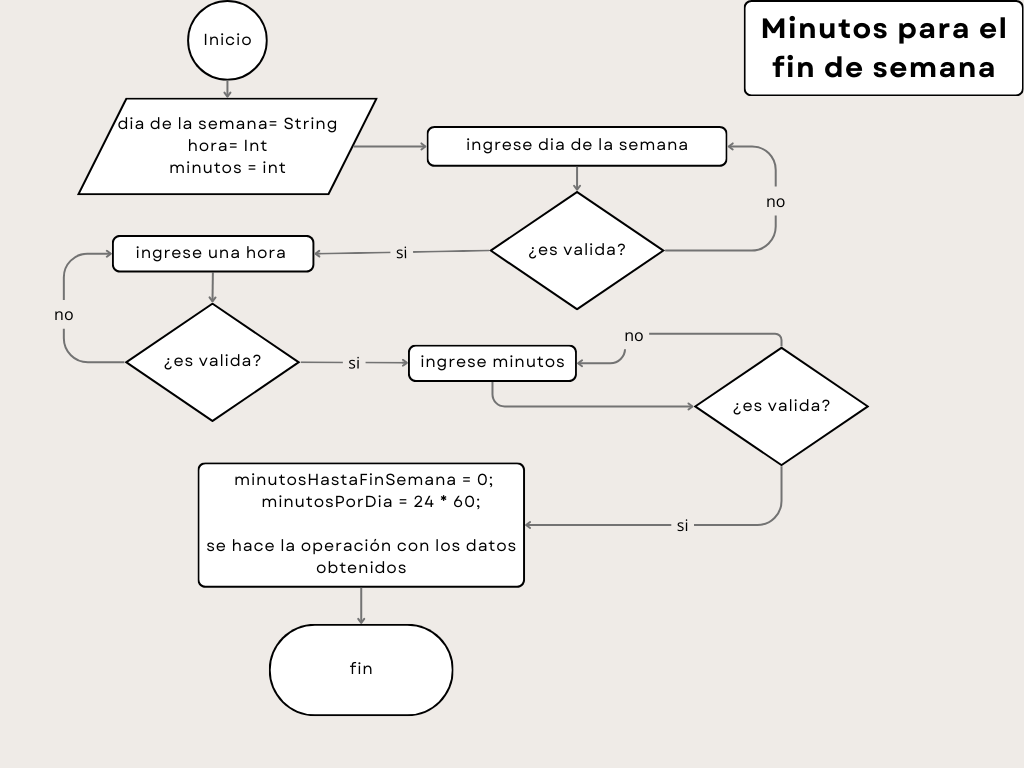 Minutos para el
fin de semana
Inicio
dia de la semana= String
hora= Int
minutos = int
ingrese dia de la semana
¿es valida?
no
si
ingrese una hora
¿es valida?
no
si
ingrese minutos
¿es valida?
no
si
minutosHastaFinSemana = 0;
minutosPorDia = 24 * 60;
se hace la operación con los datos
obtenidos
fin